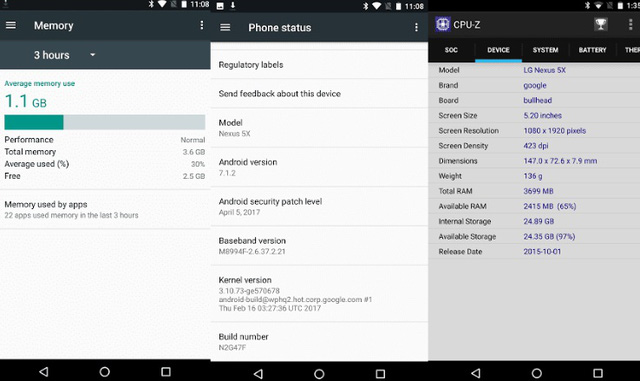 11:08
Memory
3 hours
Average memory use
1.1 GB
Performance Normal
Total memory 3.6 GB
Average used (%) 30%
Free 2.5 GB
Memory used by apps
22 apps used memory in the last 3 hours
11:08
Phone status
Regulatory labels
Send feedback about this device
Model
Nexus 5X
Android version
7.1.2
Android security patch level
April 5, 2017
Baseband version
M8994F-2.6.37.2.21
Kernel version
3.10.73-ge570678
android-build@wphq2.hot.corp.google.com #1
Thu Feb 16 03:27:36 UTC 2017
Build number
N2G47F
1:35
CPU-Z
SOC DEVICE SYSTEM BATTERY THER
Model LG Nexus 5X
Brand google
Board bullhead
Screen Size 5.20 inches
Screen Resolution 1080 x 1920 pixels
Screen Density 423 dpi
Dimensions 147.0 x 72.6 x 7.9 mm
Weight 136 g
Total RAM 3699 MB
Available RAM 2415 MB (65%)
Internal Storage 24.89 GB
Available Storage 24.35 GB (97%)
Release Date 2015-10-01